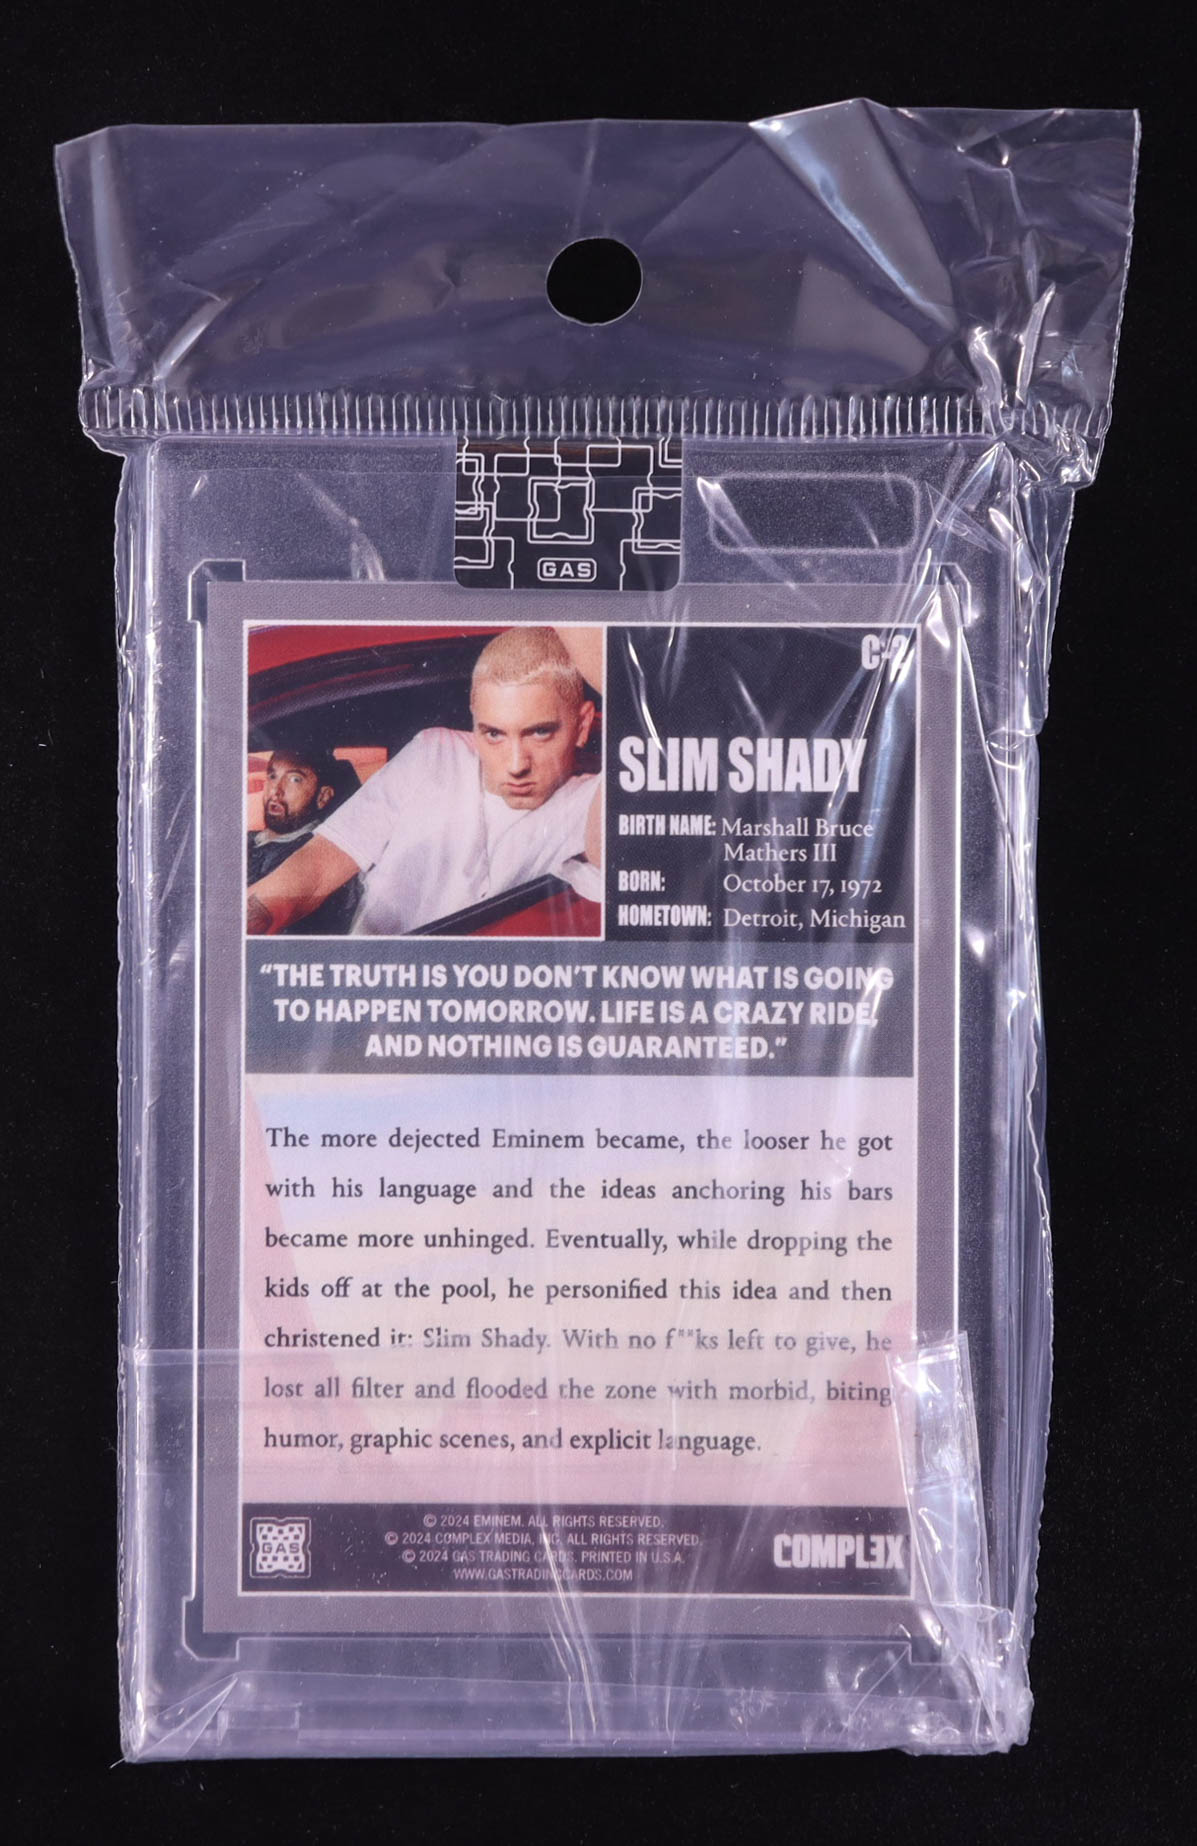 GAS
C-2
SLIM SHADY
BIRTH NAME: Marshall Bruce
Mathers III
BORN: October 17, 1972
HOMETOWN: Detroit, Michigan
“THE TRUTH IS YOU DON’T KNOW WHAT IS GOING
TO HAPPEN TOMORROW. LIFE IS A CRAZY RIDE,
AND NOTHING IS GUARANTEED.”
The more dejected Eminem became, the looser he got
with his language and the ideas anchoring his bars
became more unhinged. Eventually, while dropping the
kids off at the pool, he personified this idea and then
christened it: Slim Shady. With no f**ks left to give, he
lost all filter and flooded the zone with morbid, biting
humor, graphic scenes, and explicit language.
© 2024 EMINEM. ALL RIGHTS RESERVED.
© 2024 COMPLEX MEDIA, INC. ALL RIGHTS RESERVED.
© 2024 GAS TRADING CARDS. PRINTED IN U.S.A.
WWW.GASTRADINGCARDS.COM
GAS
COMPLEX